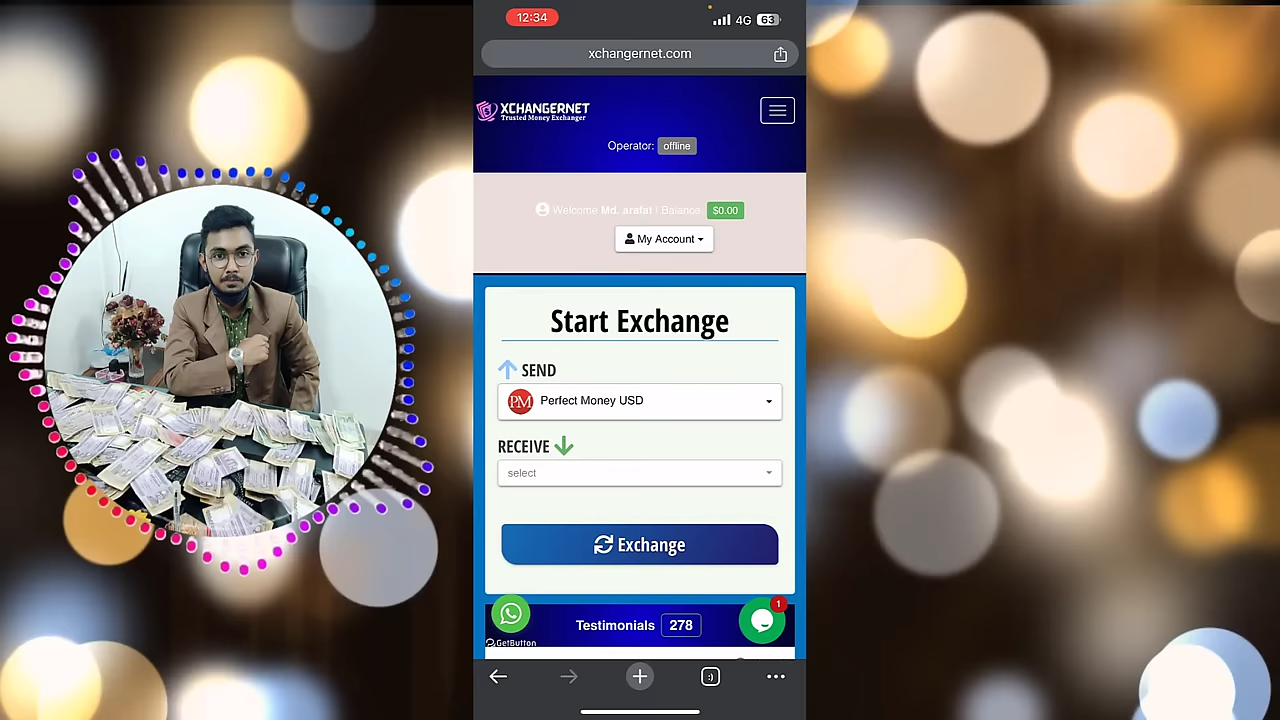 12:34
4G 63
xchangernet.com
XCHANGERNET
Trusted Money Exchanger
Operator: offline
Welcome Md. arafat | Balance: $0.00
My Account
Start Exchange
SEND
PM Perfect Money USD
RECEIVE
select
Exchange
1
Testimonials 278
GetButton
:)